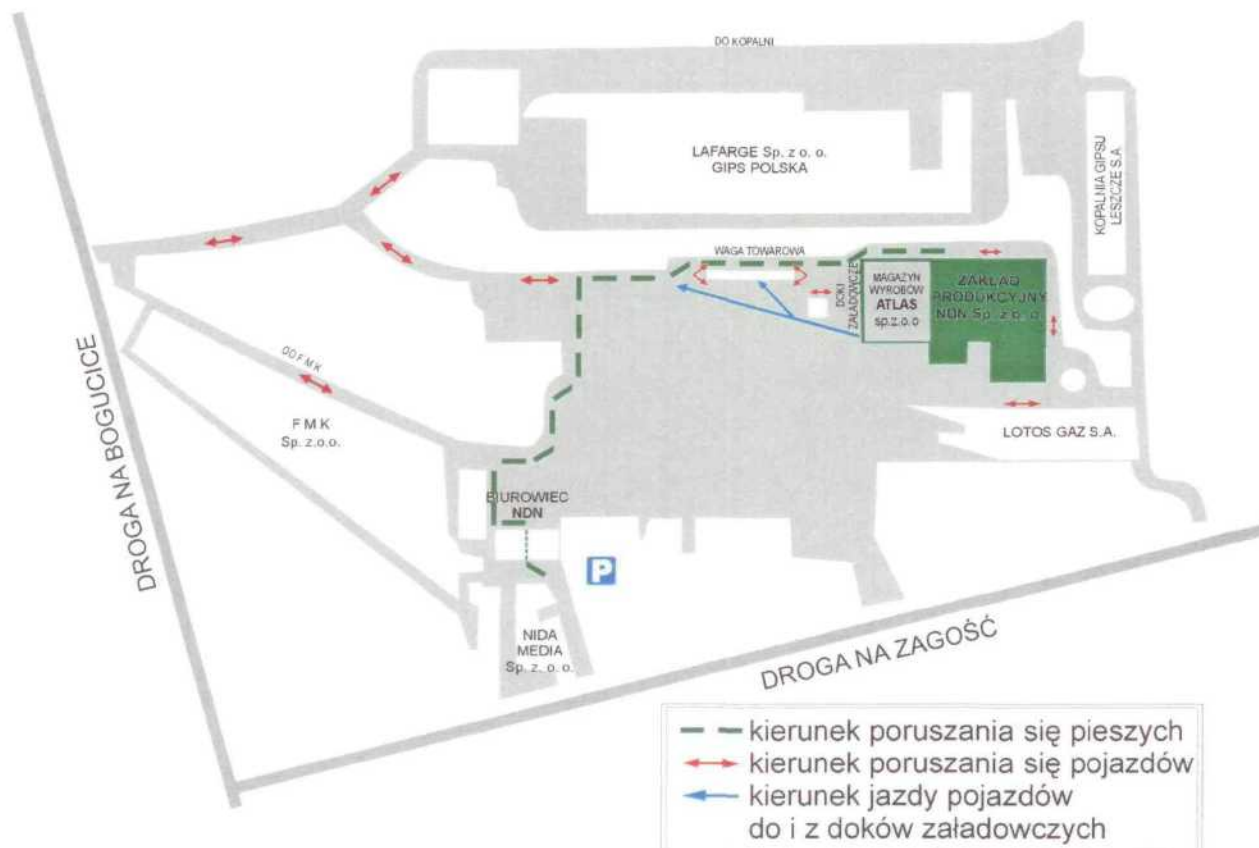 DO KOPALNI
LAFARGE Sp. z o. o.
GIPS POLSKA
KOPALNIA GIPSU
LESZCZE S.A.
WAGA TOWAROWA
DOKI
ZAŁADOWCZE
MAGAZYN
WYROBÓW
ATLAS
sp.z.o.o
ZAKŁAD
PRODUKCYJNY
NDN Sp. z o. o.
DROGA NA BOGUCICE
DO F M K
F M K
Sp. z.o.o.
LOTOS GAZ S.A.
BIUROWIEC
NDN
P
NIDA
MEDIA
Sp. z. o. o.
DROGA NA ZAGOŚĆ
kierunek poruszania się pieszych
kierunek poruszania się pojazdów
kierunek jazdy pojazdów
do i z doków załadowczych